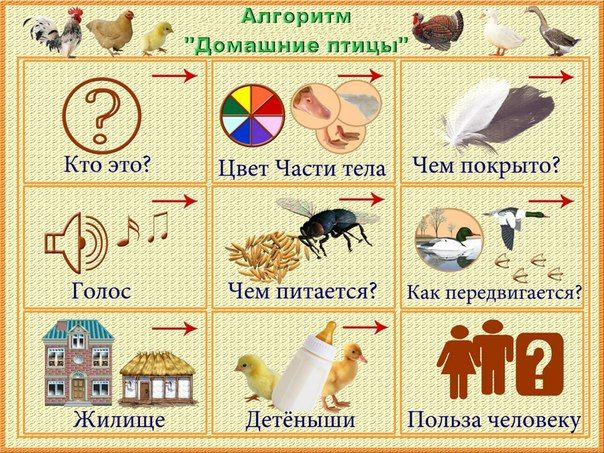 Алгоритм
"Домашние птицы"
?
Кто это?
Цвет Части тела
Чем покрыто?
Голос
Чем питается?
Как передвигается?
Жилище
Детёныши
Польза человеку
?